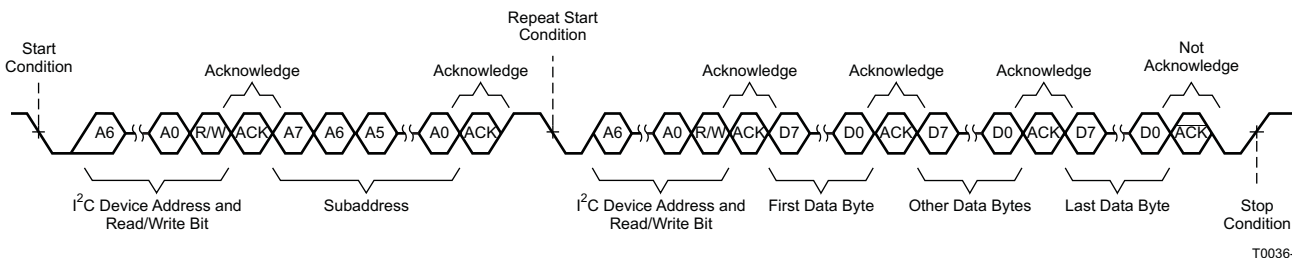 Repeat Start
Condition
Start
Condition
Not
Acknowledge
Acknowledge
Acknowledge
Acknowledge
Acknowledge
Acknowledge
A6 A0 R/W ACK A7 A6 A5 A0 ACK A6 A0 R/W ACK D7 D0 ACK D7 D0 ACK D7 D0 ACK
I²C Device Address and
Read/Write Bit
Subaddress
I²C Device Address and
Read/Write Bit
First Data Byte
Other Data Bytes
Last Data Byte
Stop
Condition
T0036-